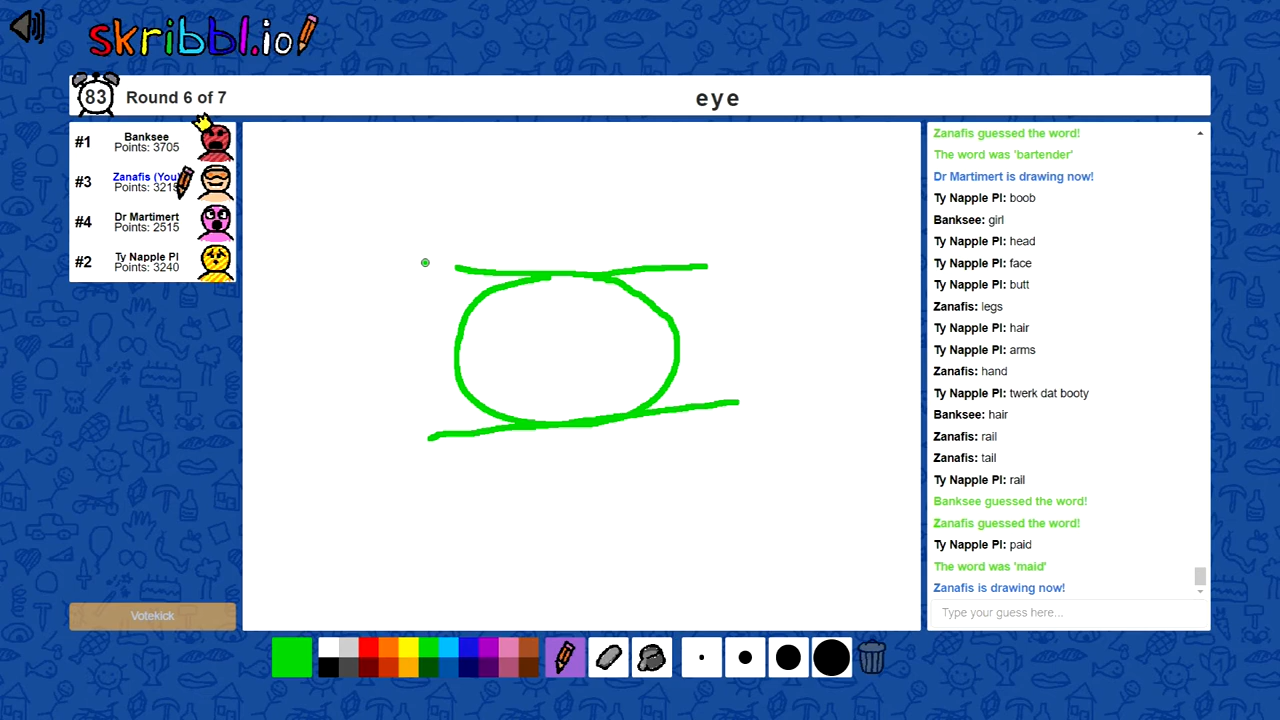 skribbl.io
83
Round 6 of 7
eye
#1
Banksee
Points: 3705
#3
Zanafis (You)
Points: 3215
#4
Dr Martimert
Points: 2515
#2
Ty Napple Pl
Points: 3240
Votekick
Zanafis guessed the word!
The word was 'bartender'
Dr Martimert is drawing now!
Ty Napple Pl: boob
Banksee: girl
Ty Napple Pl: head
Ty Napple Pl: face
Ty Napple Pl: butt
Zanafis: legs
Ty Napple Pl: hair
Ty Napple Pl: arms
Zanafis: hand
Ty Napple Pl: twerk dat booty
Banksee: hair
Zanafis: rail
Zanafis: tail
Ty Napple Pl: rail
Banksee guessed the word!
Zanafis guessed the word!
Ty Napple Pl: paid
The word was 'maid'
Zanafis is drawing now!
Type your guess here...